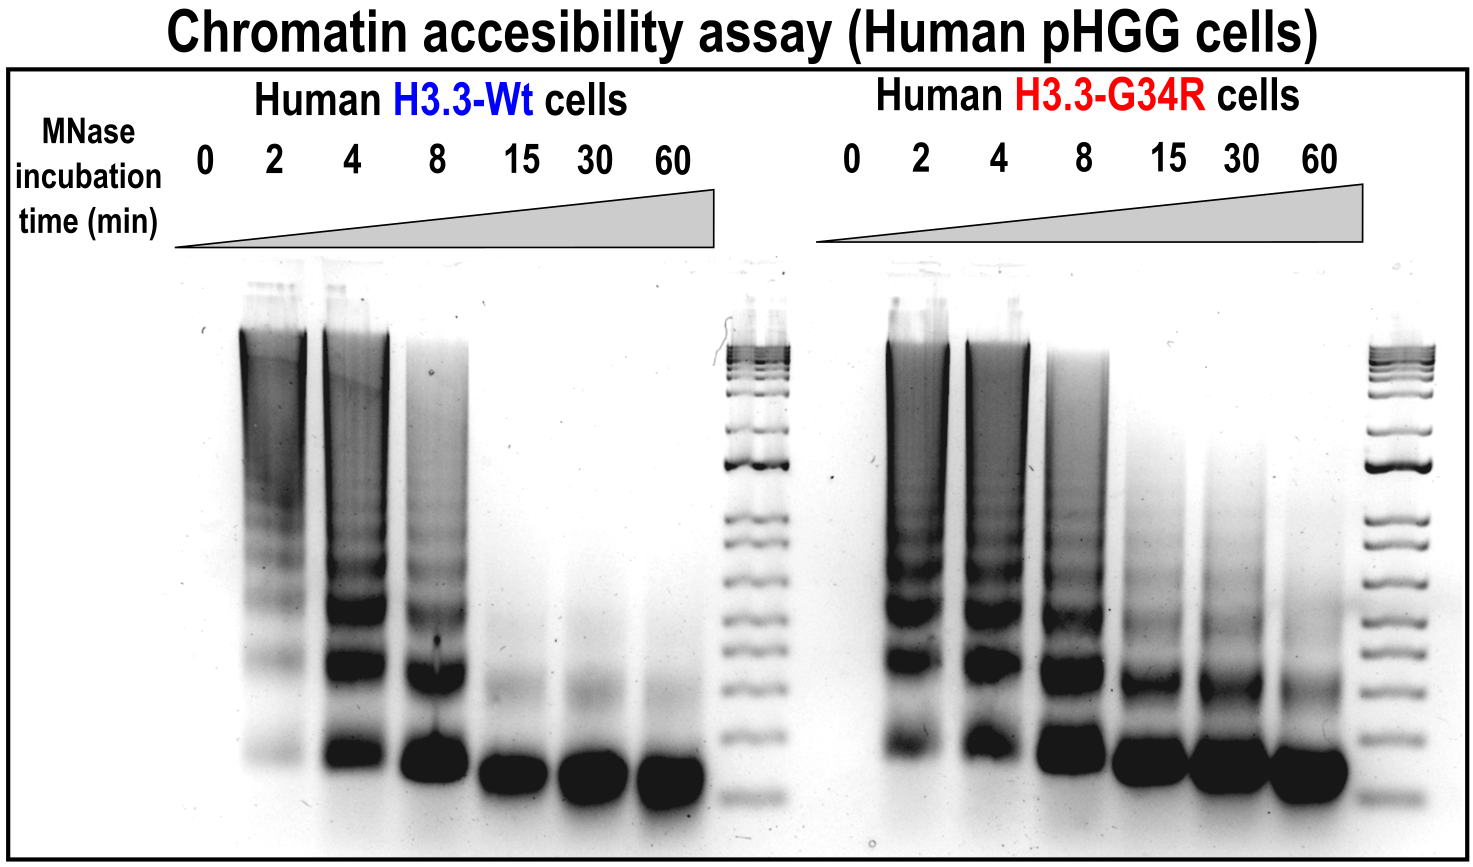 Chromatin accesibility assay (Human pHGG cells)
Human H3.3-Wt cells
Human H3.3-G34R cells
MNase
incubation
time (min)
0 2 4 8 15 30 60
0 2 4 8 15 30 60